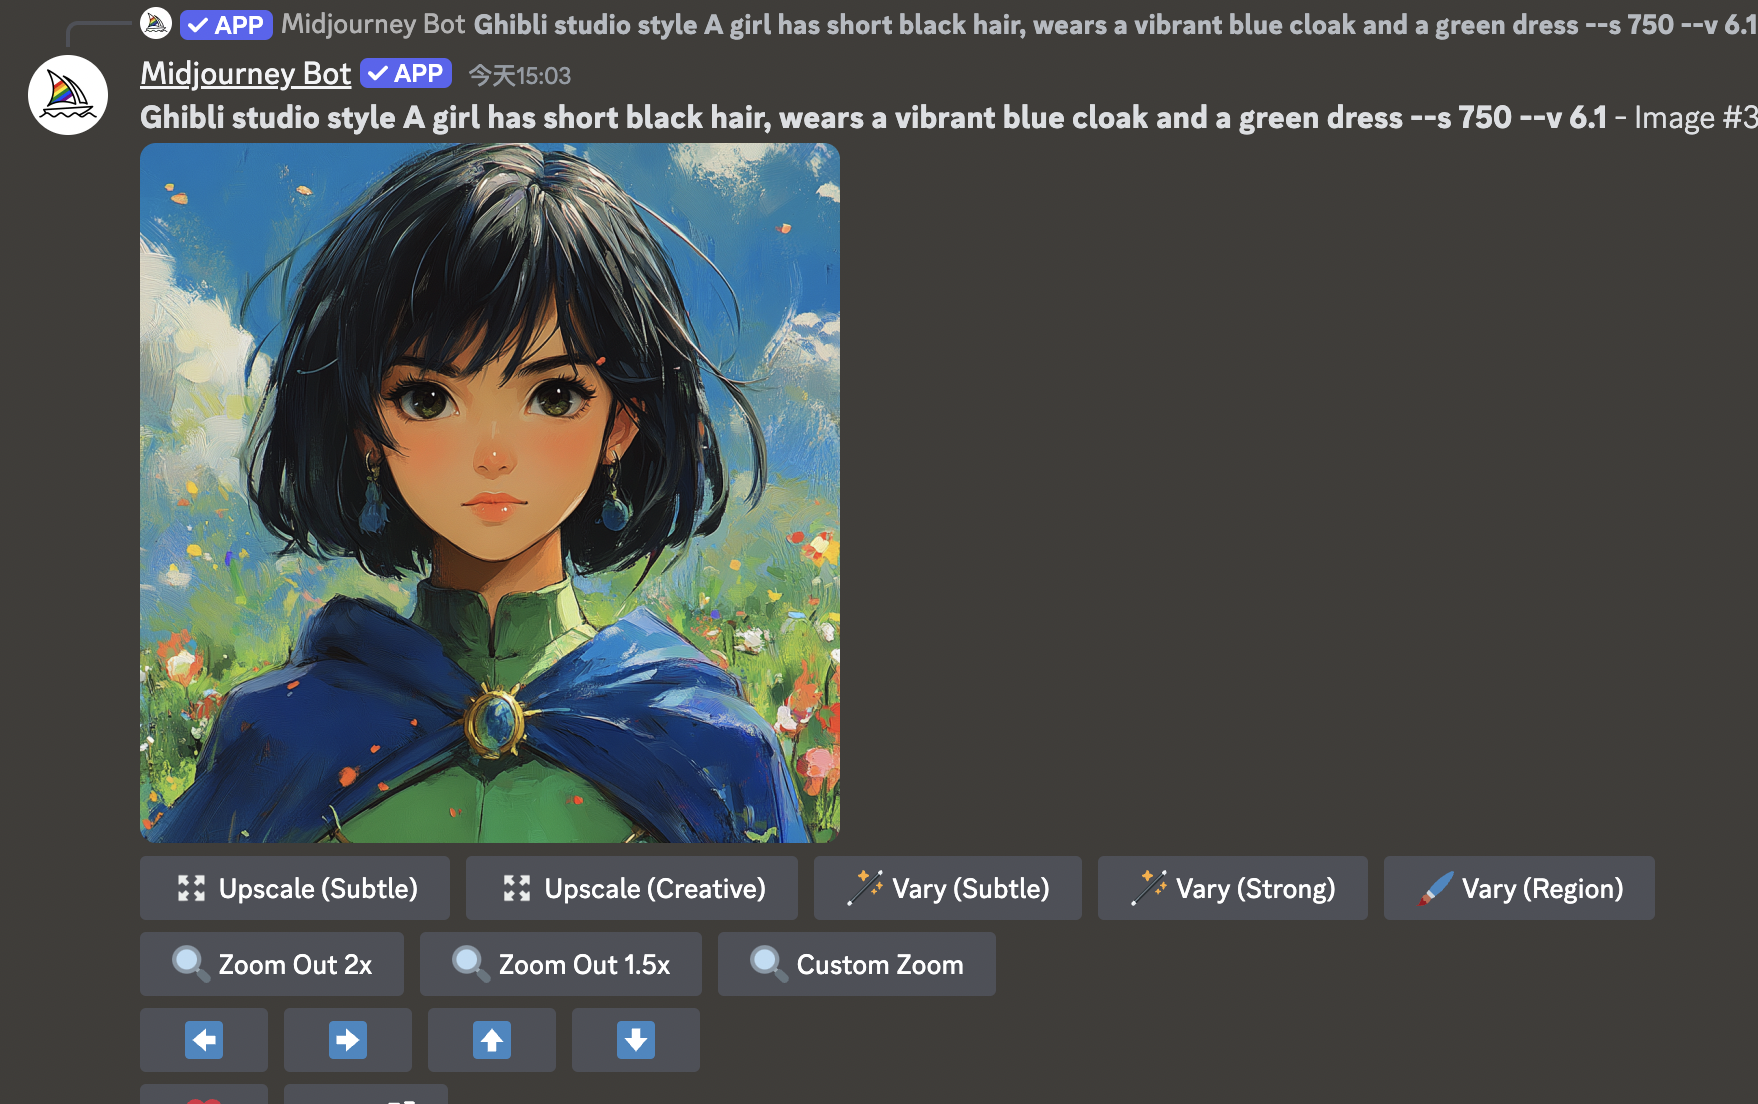 APP Midjourney Bot Ghibli studio style A girl has short black hair, wears a vibrant blue cloak and a green dress --s 750 --v 6.1
Midjourney Bot APP 今天15:03
Ghibli studio style A girl has short black hair, wears a vibrant blue cloak and a green dress --s 750 --v 6.1 - Image #3
Upscale (Subtle) Upscale (Creative) Vary (Subtle) Vary (Strong) Vary (Region)
Zoom Out 2x Zoom Out 1.5x Custom Zoom